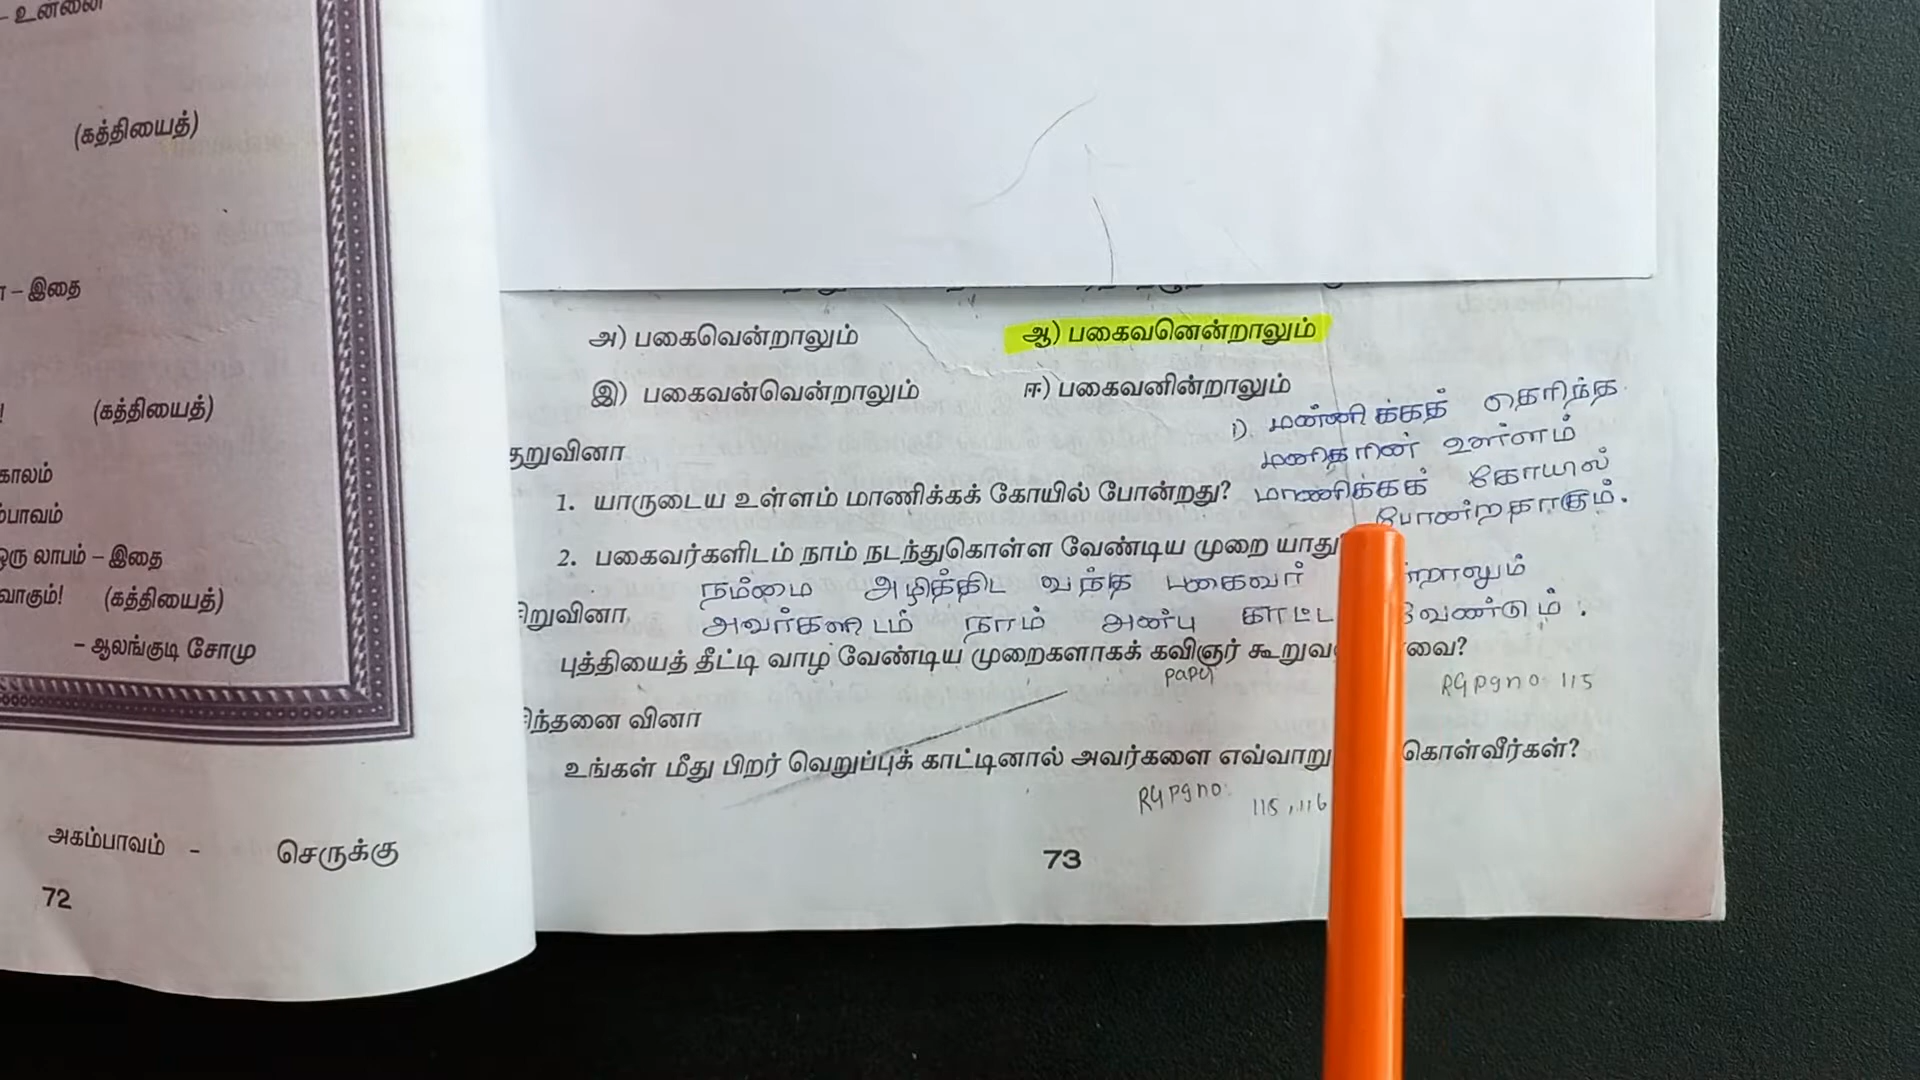 – உன்னை
(கத்தியைத்)
– இதை
(கத்தியைத்)
காலம்
ம்பாவம்
ஒரு லாபம் – இதை
வாகும்! (கத்தியைத்)
– ஆலங்குடி சோமு
அகம்பாவம் - செருக்கு
72
அ) பகைவென்றாலும் ஆ) பகைவனென்றாலும்
இ) பகைவன்வென்றாலும் ஈ) பகைவனின்றாலும்
குறுவினா
1. யாருடைய உள்ளம் மாணிக்கக் கோயில் போன்றது?
1) மன்னிக்கத் தெரிந்த
மனிதரின் உள்ளம்
மாணிக்கக் கோயில்
போன்றதாகும்.
2. பகைவர்களிடம் நாம் நடந்துகொள்ள வேண்டிய முறை யாது
நம்மை அழித்திட வந்த பகைவர் ன்றாலும்
அவர்களிடம் நாம் அன்பு காட்ட வேண்டும்.
சிறுவினா
புத்தியைத் தீட்டி வாழ வேண்டிய முறைகளாகக் கவிஞர் கூறுவ வை?
paper RG pg no: 115
சிந்தனை வினா
உங்கள் மீது பிறர் வெறுப்புக் காட்டினால் அவர்களை எவ்வாறு கொள்வீர்கள்?
RG pg no: 115, 116
73